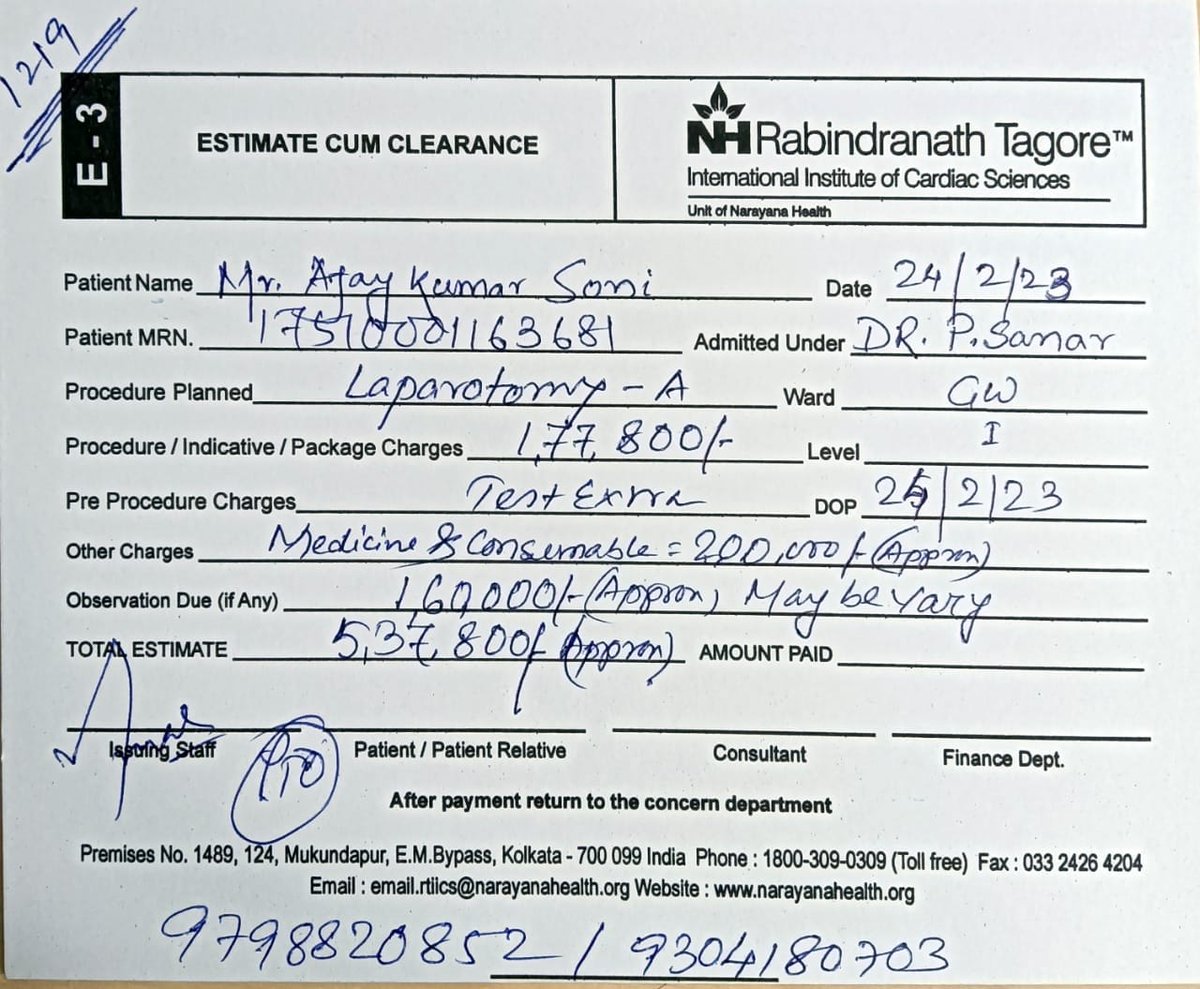 1219
E - 3
ESTIMATE CUM CLEARANCE
NH Rabindranath Tagore™
International Institute of Cardiac Sciences
Unit of Narayana Health
Patient Name Mr. Ajay Kumar Soni Date 24/2/23
Patient MRN. 17510001163681 Admitted Under DR. P. Sanar
Procedure Planned Laparotomy - A Ward GW
Procedure / Indicative / Package Charges 1,77,800/- Level I
Pre Procedure Charges Test Extra DOP 25/2/23
Other Charges Medicine & Consumable = 200,000/- (Approx)
Observation Due (if Any) 1,60,000/- (Approx) May be vary
TOTAL ESTIMATE 5,37,800/- (Approx) AMOUNT PAID
Issuing Staff Patient / Patient Relative Consultant Finance Dept.
PTO
After payment return to the concern department
Premises No. 1489, 124, Mukundapur, E.M.Bypass, Kolkata - 700 099 India Phone : 1800-309-0309 (Toll free) Fax : 033 2426 4204
Email : email.rtiics@narayanahealth.org Website : www.narayanahealth.org
9798820852 / 9304180703